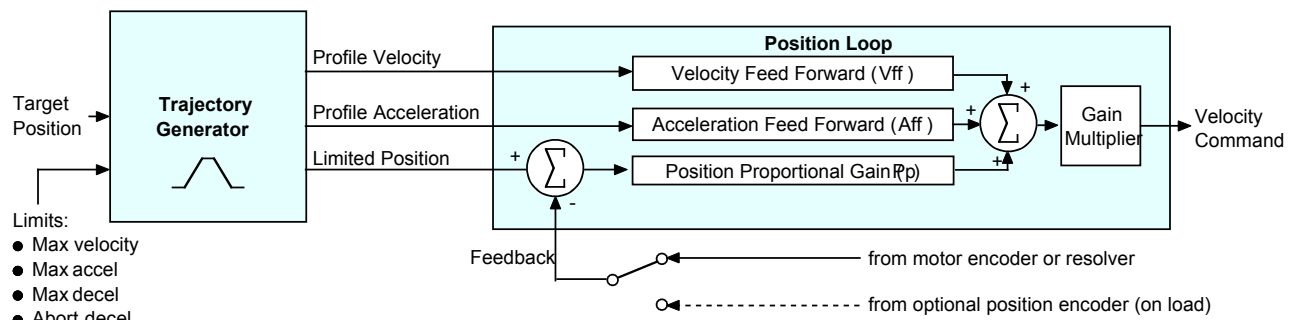 Position Loop
Profile Velocity
Velocity Feed Forward (Vff )
+
Target
Position
Trajectory
Generator
Profile Acceleration
Acceleration Feed Forward (Aff )
+
Σ
Gain
Multiplier
Velocity
Command
Limited Position
+
Σ
-
Position Proportional Gain (Pp)
+
Limits:
● Max velocity
● Max accel
● Max decel
● Abort decel
Feedback
from motor encoder or resolver
from optional position encoder (on load)